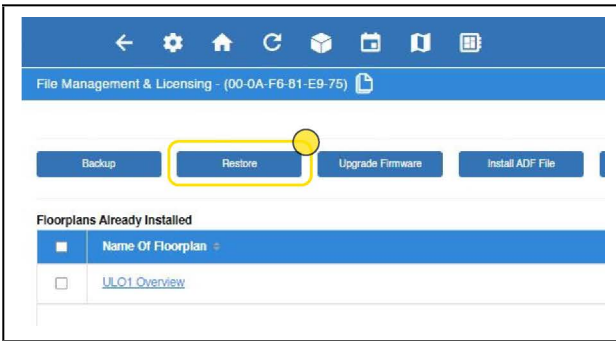 File Management & Licensing - (00-0A-F6-81-E9-75)
Backup Restore Upgrade Firmware Install ADF File
Floorplans Already Installed
Name Of Floorplan
ULO1 Overview